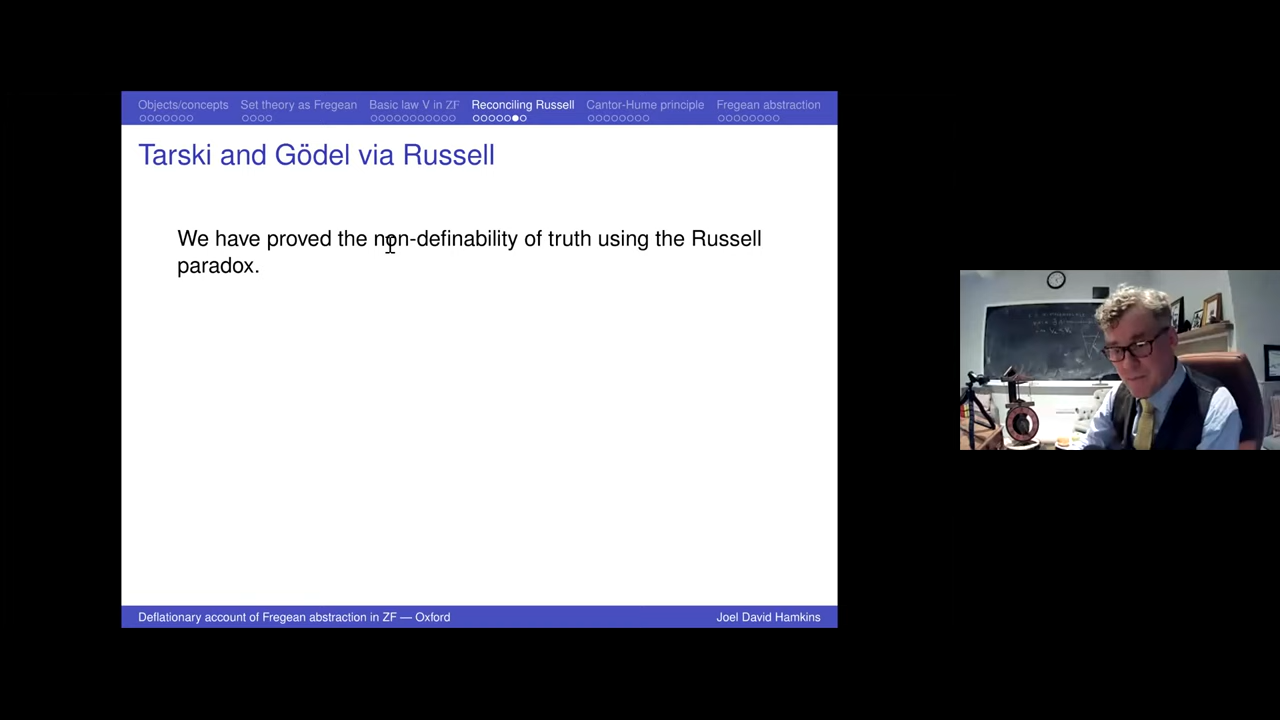 Objects/concepts Set theory as Fregean Basic law V in ZF Reconciling Russell Cantor-Hume principle Fregean abstraction
Tarski and Gödel via Russell
We have proved the non-definability of truth using the Russell
paradox.
Deflationary account of Fregean abstraction in ZF — Oxford Joel David Hamkins